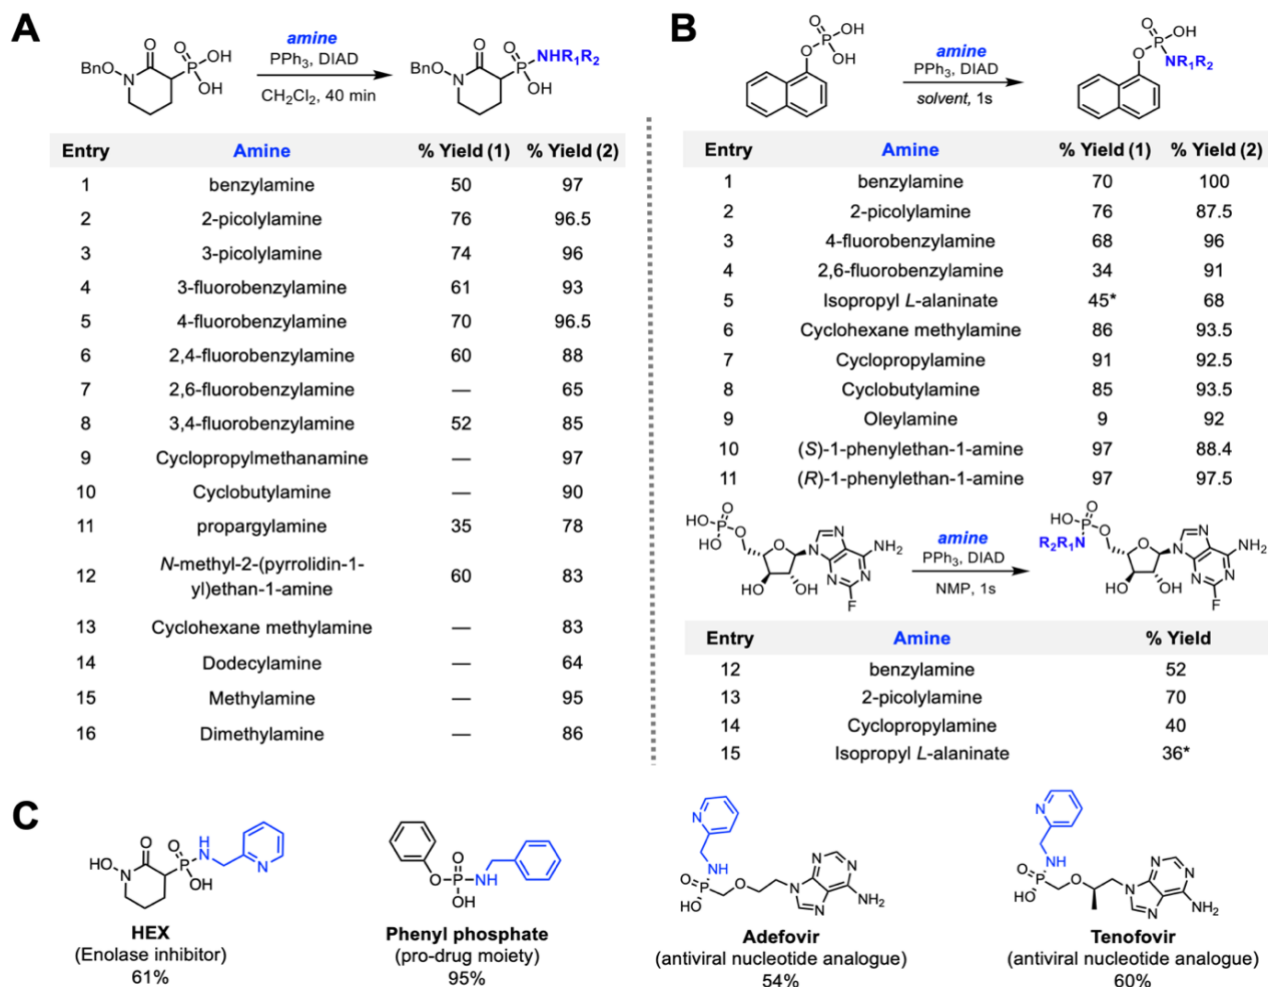 A
BnO
N
O
O
P
OH
OH
amine
PPh3, DIAD
CH2Cl2, 40 min
BnO
N
O
O
P
NHR1R2
OH
Entry Amine % Yield (1) % Yield (2)
1 benzylamine 50 97
2 2-picolylamine 76 96.5
3 3-picolylamine 74 96
4 3-fluorobenzylamine 61 93
5 4-fluorobenzylamine 70 96.5
6 2,4-fluorobenzylamine 60 88
7 2,6-fluorobenzylamine — 65
8 3,4-fluorobenzylamine 52 85
9 Cyclopropylmethanamine — 97
10 Cyclobutylamine — 90
11 propargylamine 35 78
12 N-methyl-2-(pyrrolidin-1-
yl)ethan-1-amine 60 83
13 Cyclohexane methylamine — 83
14 Dodecylamine — 64
15 Methylamine — 95
16 Dimethylamine — 86
B
O
O
P
OH
OH
amine
PPh3, DIAD
solvent, 1s
O
O
P
OH
NR1R2
Entry Amine % Yield (1) % Yield (2)
1 benzylamine 70 100
2 2-picolylamine 76 87.5
3 4-fluorobenzylamine 68 96
4 2,6-fluorobenzylamine 34 91
5 Isopropyl L-alaninate 45* 68
6 Cyclohexane methylamine 86 93.5
7 Cyclopropylamine 91 92.5
8 Cyclobutylamine 85 93.5
9 Oleylamine 9 92
10 (S)-1-phenylethan-1-amine 97 88.4
11 (R)-1-phenylethan-1-amine 97 97.5
HO
O
P
HO
O
O
N
N
N
N
NH2
F
HO
OH
amine
PPh3, DIAD
NMP, 1s
HO
O
P
R2R1N
O
O
N
N
N
N
NH2
F
HO
OH
Entry Amine % Yield
12 benzylamine 52
13 2-picolylamine 70
14 Cyclopropylamine 40
15 Isopropyl L-alaninate 36*
C
HO
N
O
O
P
H
N
OH
N
HEX
(Enolase inhibitor)
61%
O
O
P
NH
OH
Phenyl phosphate
(pro-drug moiety)
95%
N
NH
O
P
HO
O
N
N
N
N
NH2
Adefovir
(antiviral nucleotide analogue)
54%
N
NH
O
P
HO
O
N
N
N
N
NH2
Tenofovir
(antiviral nucleotide analogue)
60%